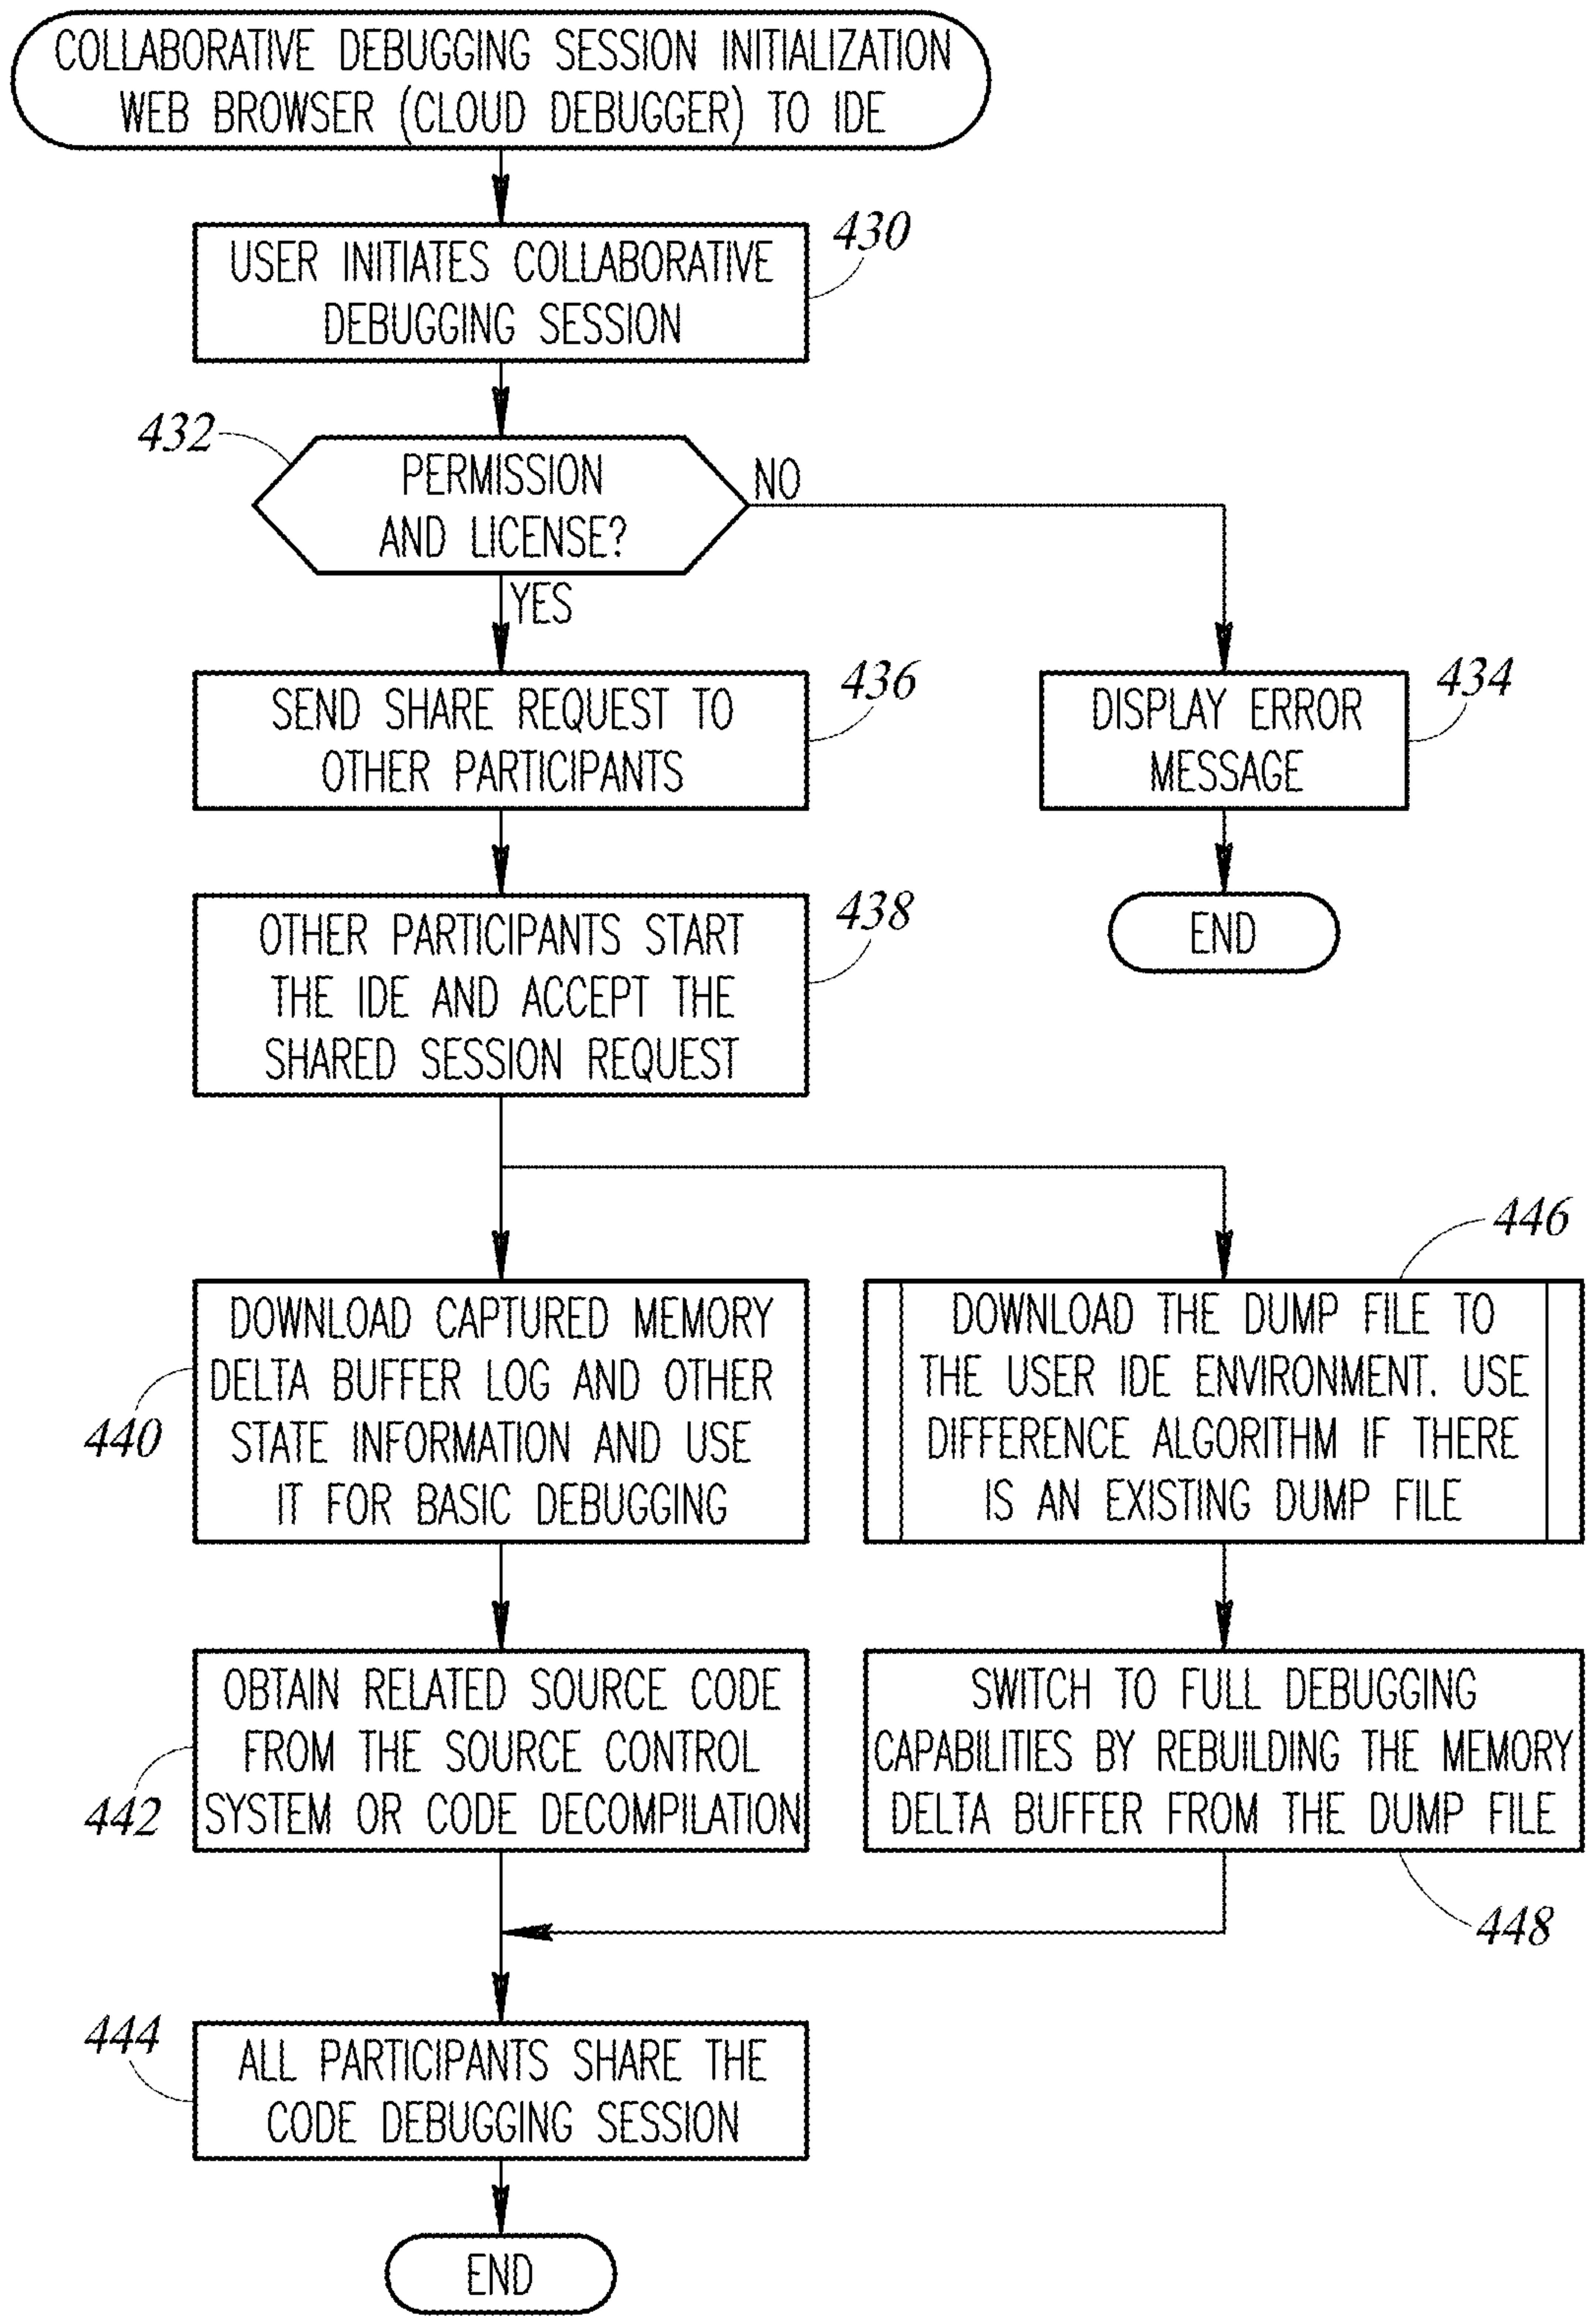 COLLABORATIVE DEBUGGING SESSION INITIALIZATION
WEB BROWSER (CLOUD DEBUGGER) TO IDE
430
USER INITIATES COLLABORATIVE
DEBUGGING SESSION
432
PERMISSION
AND LICENSE?
NO
YES
436
SEND SHARE REQUEST TO
OTHER PARTICIPANTS
434
DISPLAY ERROR
MESSAGE
END
438
OTHER PARTICIPANTS START
THE IDE AND ACCEPT THE
SHARED SESSION REQUEST
440
DOWNLOAD CAPTURED MEMORY
DELTA BUFFER LOG AND OTHER
STATE INFORMATION AND USE
IT FOR BASIC DEBUGGING
446
DOWNLOAD THE DUMP FILE TO
THE USER IDE ENVIRONMENT. USE
DIFFERENCE ALGORITHM IF THERE
IS AN EXISTING DUMP FILE
442
OBTAIN RELATED SOURCE CODE
FROM THE SOURCE CONTROL
SYSTEM OR CODE DECOMPILATION
SWITCH TO FULL DEBUGGING
CAPABILITIES BY REBUILDING THE MEMORY
DELTA BUFFER FROM THE DUMP FILE
448
444
ALL PARTICIPANTS SHARE THE
CODE DEBUGGING SESSION
END